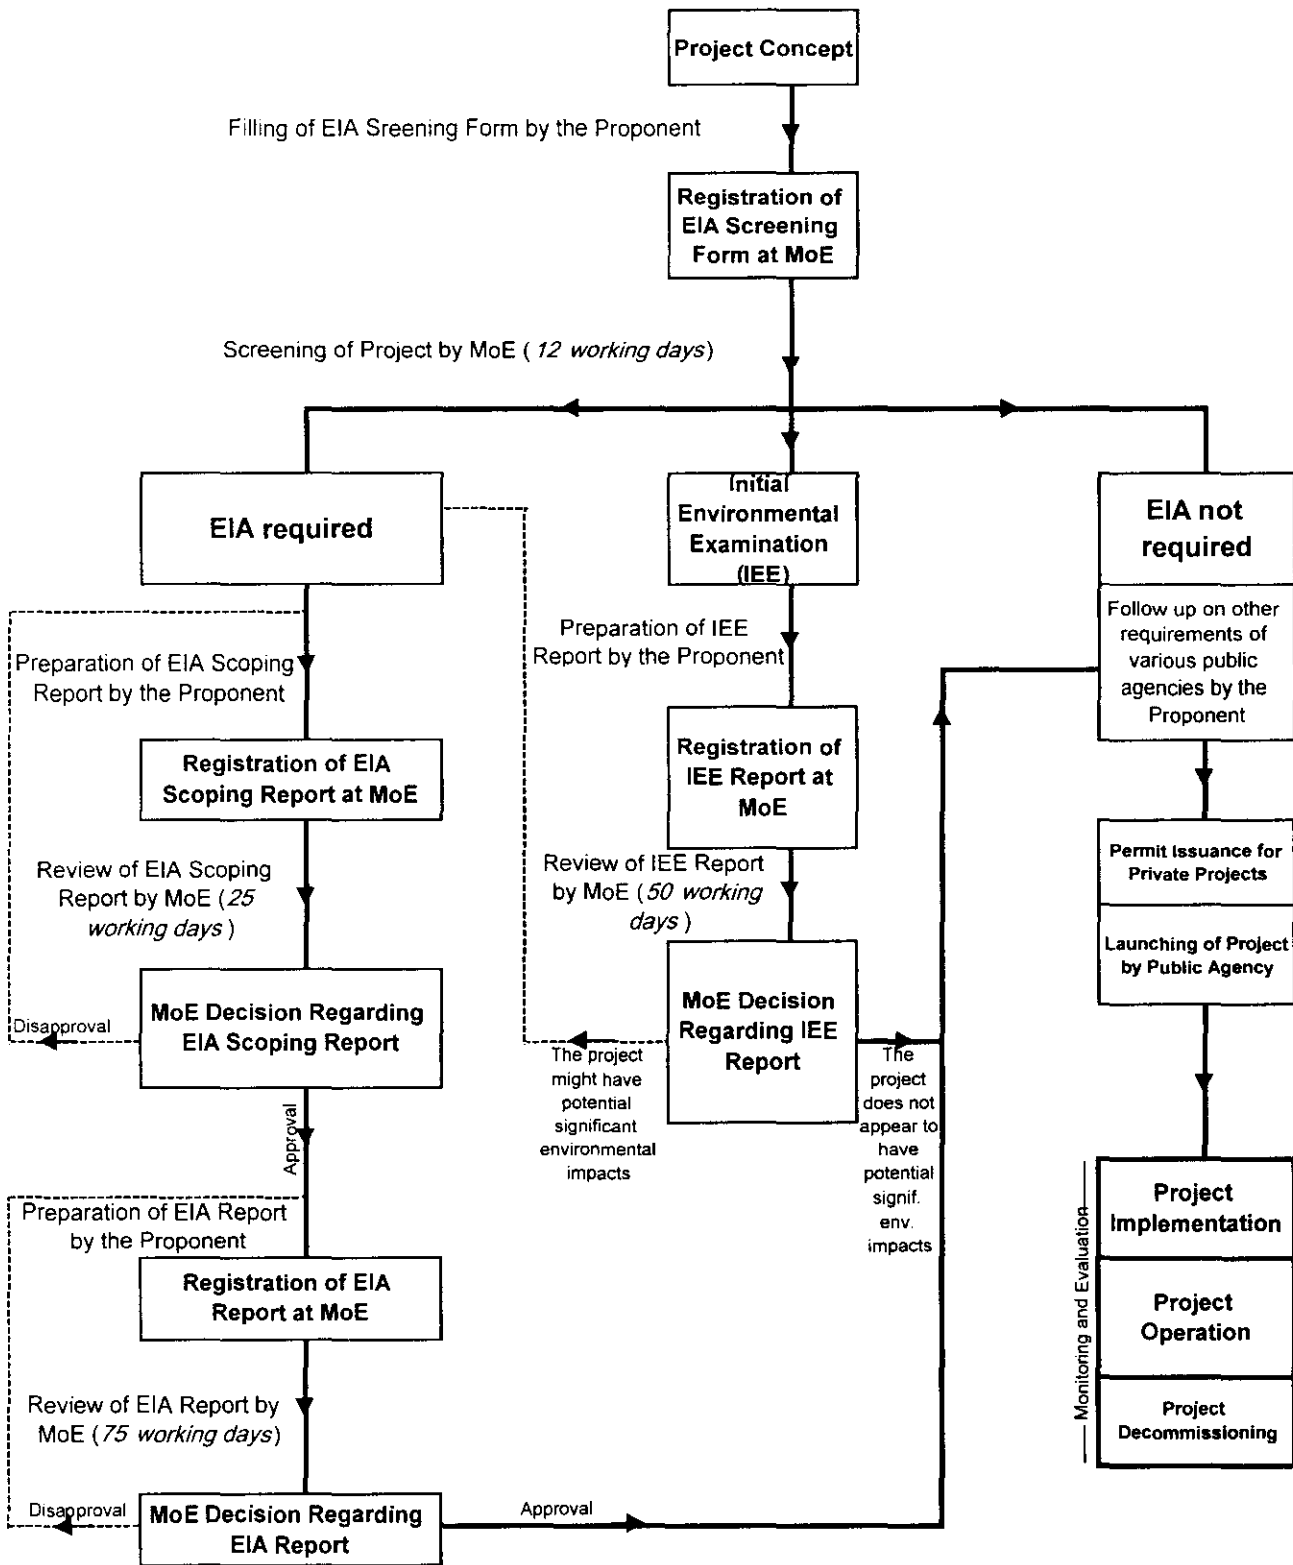 Project Concept
Filling of EIA Sreening Form by the Proponent
Registration of
EIA Screening
Form at MoE
Screening of Project by MoE ( 12 working days)
EIA required
Initial
Environmental
Examination
(IEE)
EIA not
required
Follow up on other
requirements of
various public
agencies by the
Proponent
Preparation of IEE
Report by the Proponent
Preparation of EIA Scoping
Report by the Proponent
Registration of EIA
Scoping Report at MoE
Registration of
IEE Report at
MoE
Permit Issuance for
Private Projects
Launching of Project
by Public Agency
Review of EIA Scoping
Report by MoE (25
working days )
Review of IEE Report
by MoE (50 working
days )
MoE Decision Regarding
EIA Scoping Report
Disapproval
MoE Decision
Regarding IEE
Report
The project
might have
potential
significant
environmental
impacts
The
project
does not
appear to
have
potential
signif.
env.
impacts
Approval
Preparation of EIA Report
by the Proponent
Registration of EIA
Report at MoE
Review of EIA Report by
MoE (75 working days)
Disapproval
MoE Decision Regarding
EIA Report
Approval
Monitoring and Evaluation
Project
Implementation
Project
Operation
Project
Decommissioning